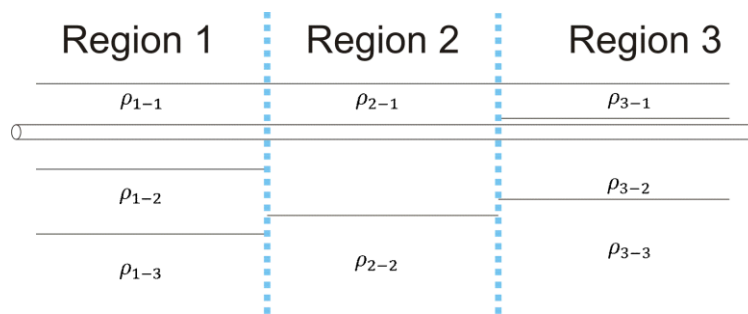 Region 1 Region 2 Region 3
ρ₁₋₁ ρ₂₋₁ ρ₃₋₁
ρ₁₋₂ ρ₃₋₂
ρ₁₋₃ ρ₂₋₂ ρ₃₋₃